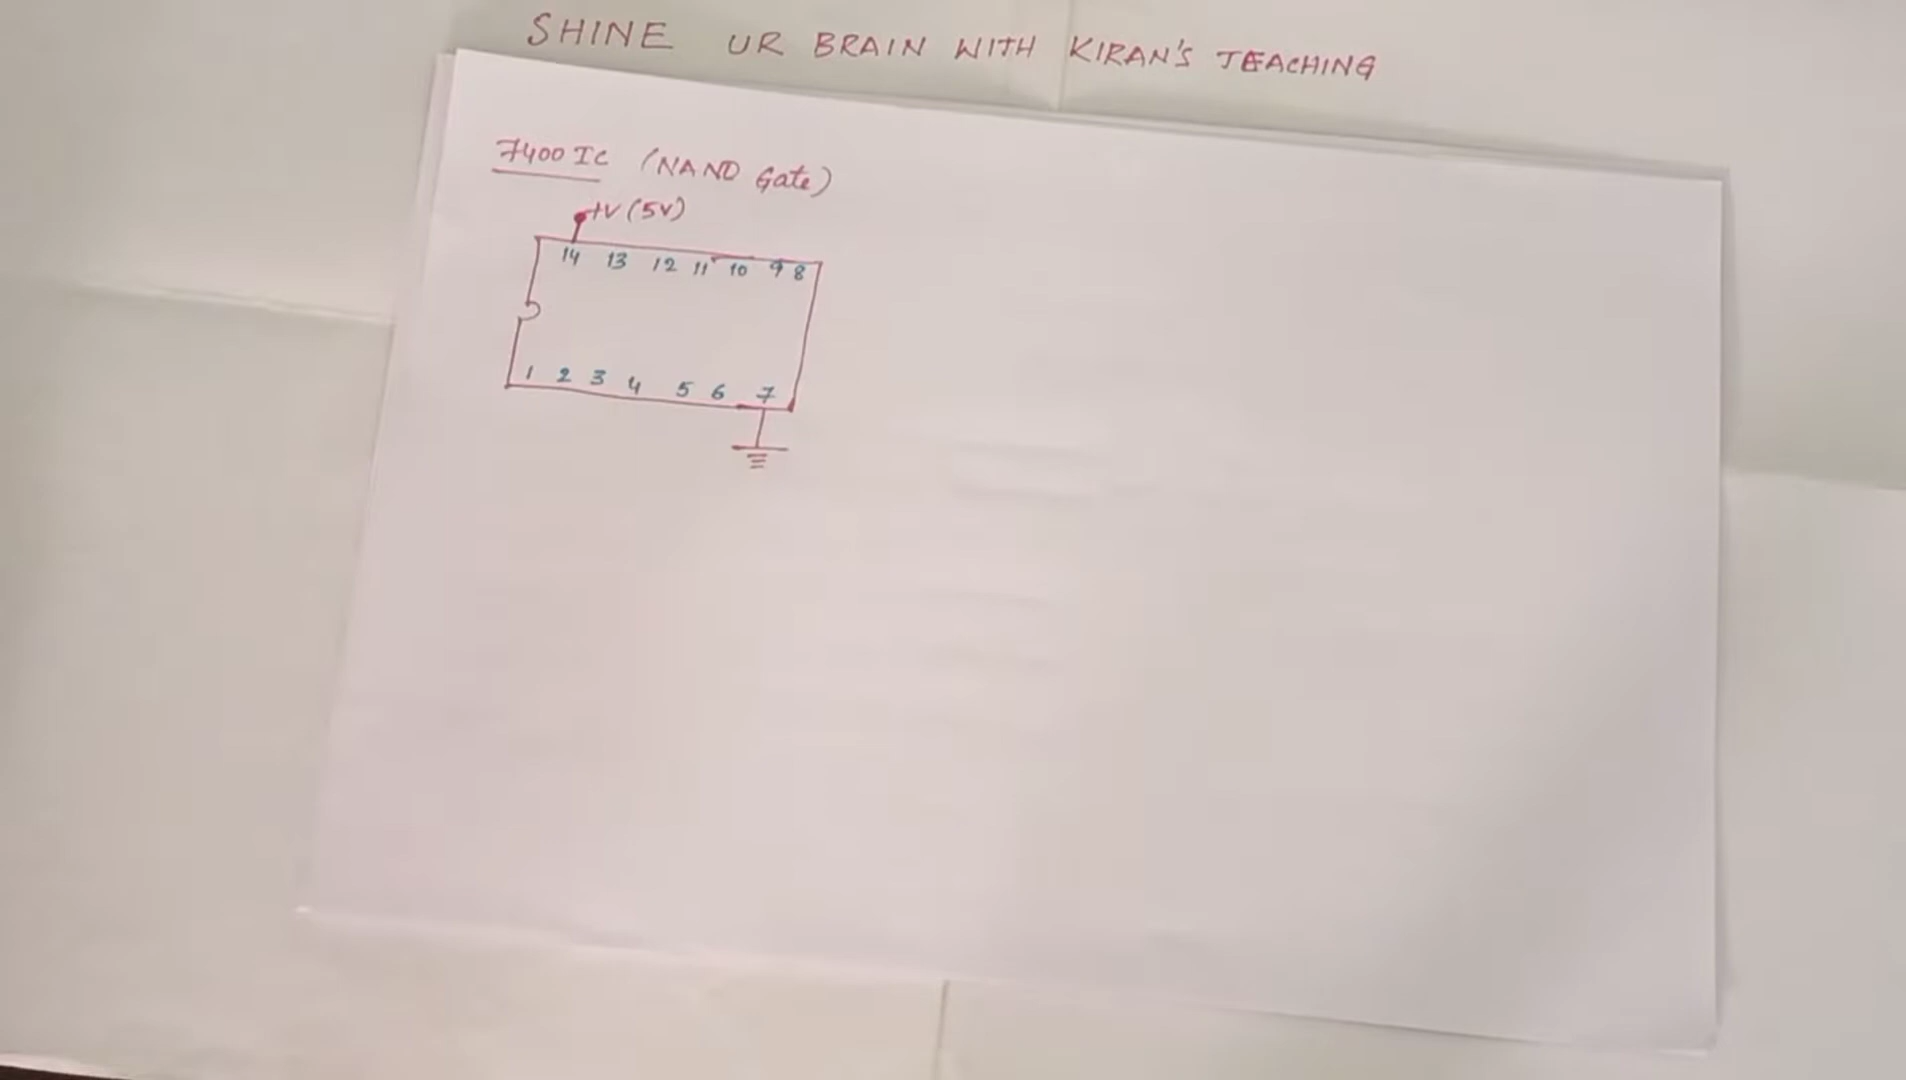 SHINE UR BRAIN WITH KIRAN'S TEACHING
7400 IC (NAND Gate)
+V (5V)
14 13 12 11 10 9 8
1 2 3 4 5 6 7